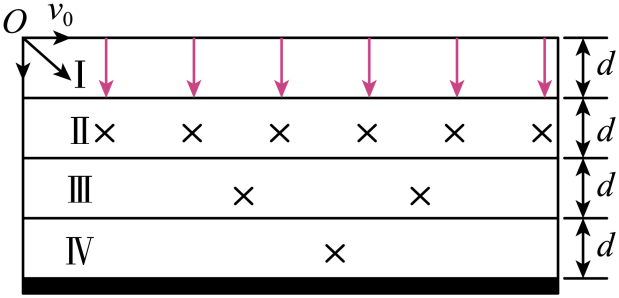 O v₀
Ⅰ d
Ⅱ d
Ⅲ d
Ⅳ d